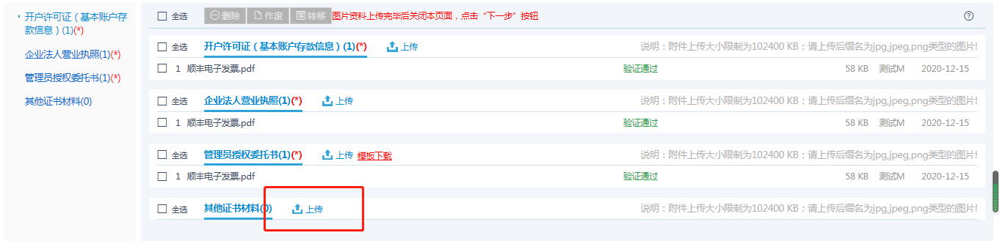 开户许可证（基本账户存
款信息）(1)(*)
企业法人营业执照(1)(*)
管理员授权委托书(1)(*)
其他证书材料(0)
全选 删除 作废 转移 图片资料上传完毕后关闭本页面，点击“下一步”按钮 ?
全选 开户许可证（基本账户存款信息）(1)(*) 上传 说明：附件上传大小限制为102400 KB；请上传后缀名为jpg,jpeg,png类型的图片!
1 顺丰电子发票.pdf 验证通过 58 KB 测试M 2020-12-15
全选 企业法人营业执照(1)(*) 上传 说明：附件上传大小限制为102400 KB；请上传后缀名为jpg,jpeg,png类型的图片!
1 顺丰电子发票.pdf 验证通过 58 KB 测试M 2020-12-15
全选 管理员授权委托书(1)(*) 上传 模板下载 说明：附件上传大小限制为102400 KB；请上传后缀名为jpg,jpeg,png类型的图片!
1 顺丰电子发票.pdf 验证通过 58 KB 测试M 2020-12-15
全选 其他证书材料(0) 上传 说明：附件上传大小限制为102400 KB；请上传后缀名为jpg,jpeg,png类型的图片!